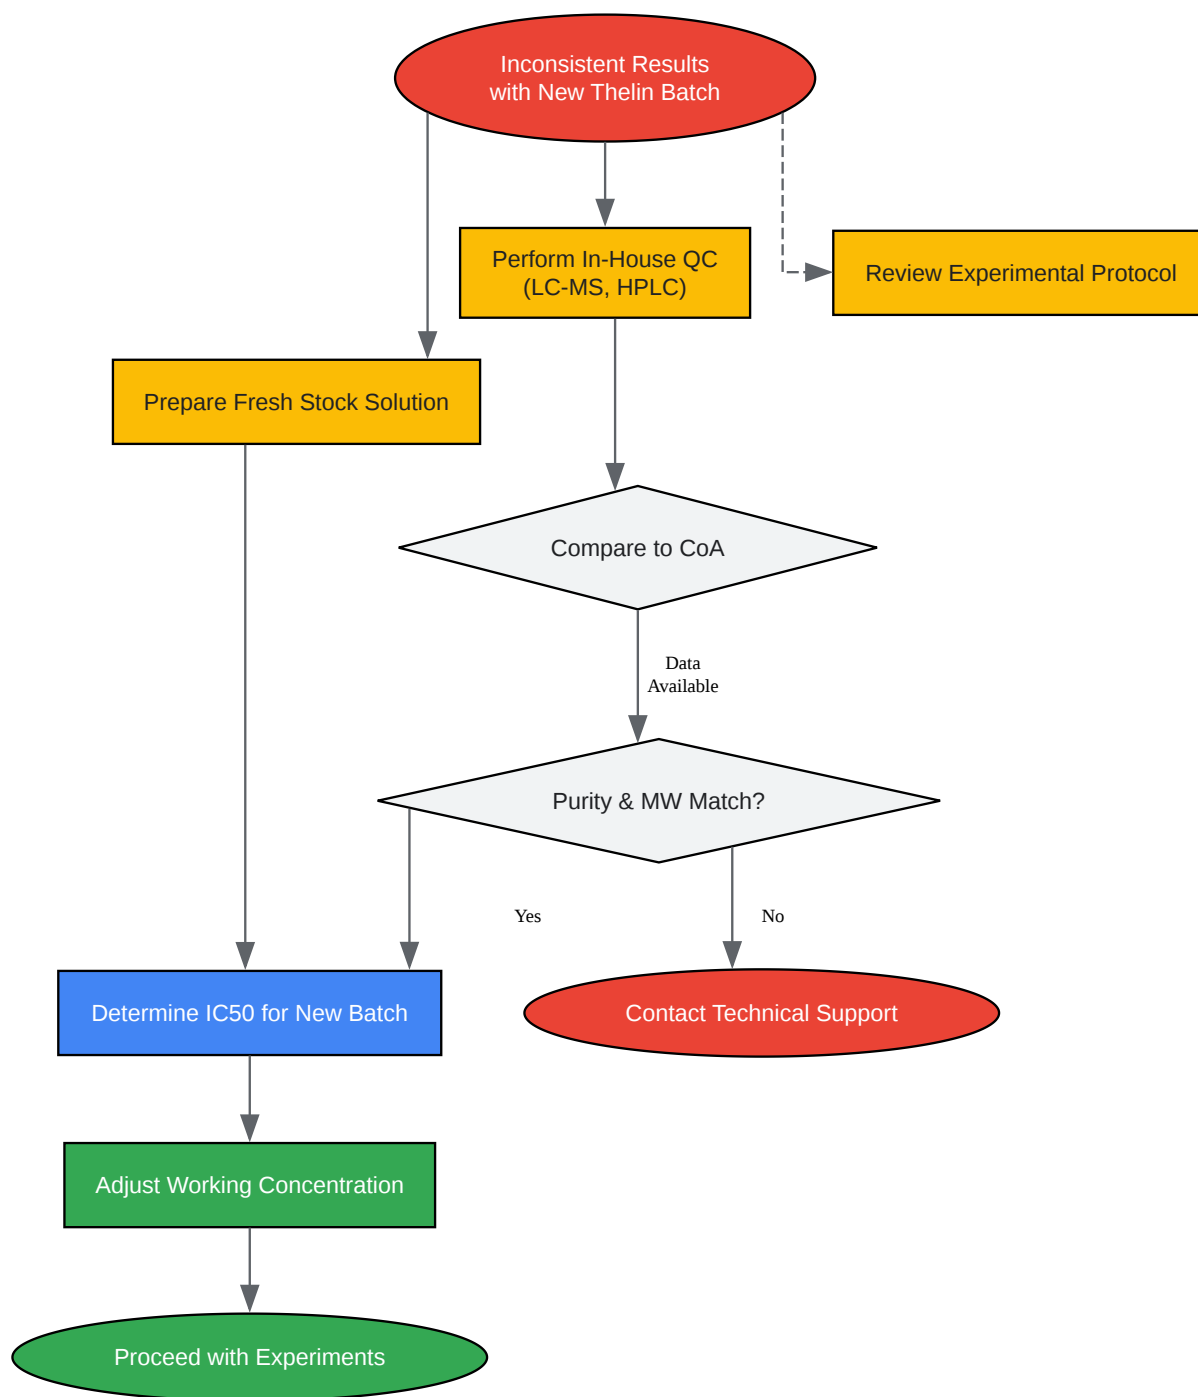 Inconsistent Results
with New Thelin Batch
Perform In-House QC
(LC-MS, HPLC)
Review Experimental Protocol
Prepare Fresh Stock Solution
Compare to CoA
Data
Available
Purity & MW Match?
Yes
No
Determine IC50 for New Batch
Contact Technical Support
Adjust Working Concentration
Proceed with Experiments